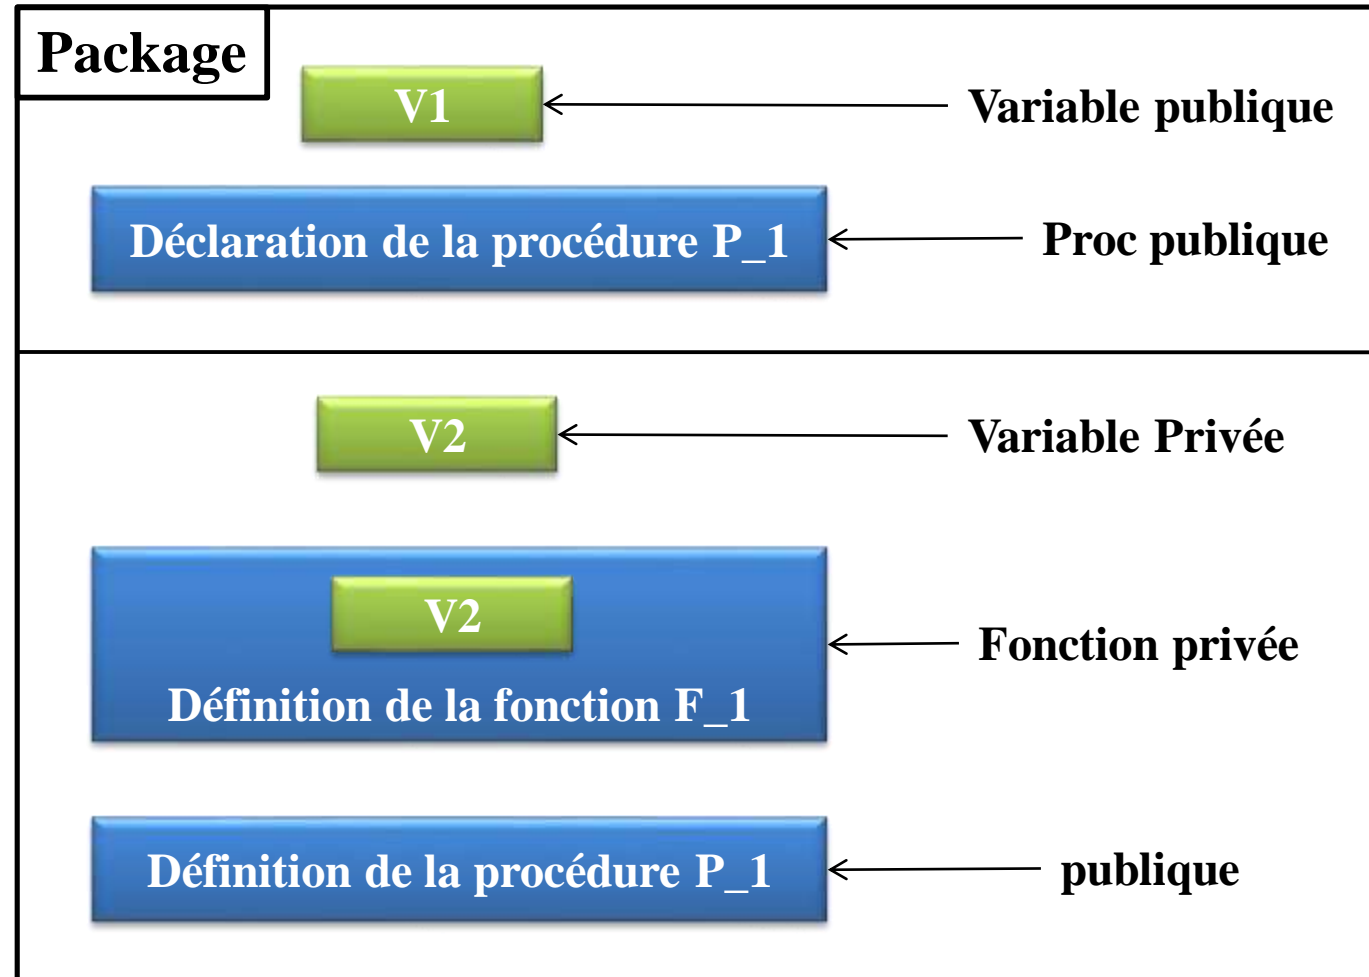 Package
V1
Variable publique
Déclaration de la procédure P_1
Proc publique
V2
Variable Privée
V2
Définition de la fonction F_1
Fonction privée
Définition de la procédure P_1
publique